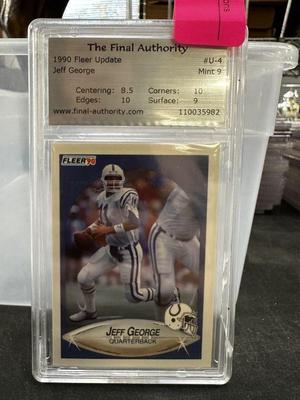 The Final Authority
1990 Fleer Update #U-4
Jeff George Mint 9
Centering: 8.5 Corners: 10
Edges: 10 Surface: 9
www.final-authority.com 110035982
FLEER '90
JEFF GEORGE
QUARTERBACK